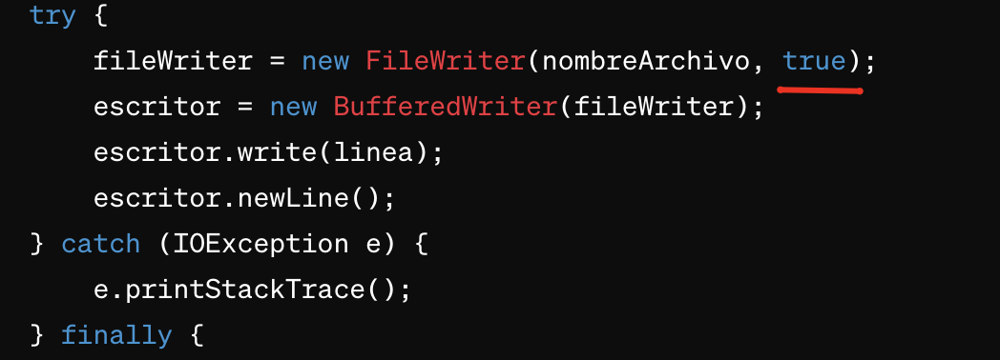 try {
fileWriter = new FileWriter(nombreArchivo, true);
escritor = new BufferedWriter(fileWriter);
escritor.write(linea);
escritor.newLine();
} catch (IOException e) {
e.printStackTrace();
} finally {